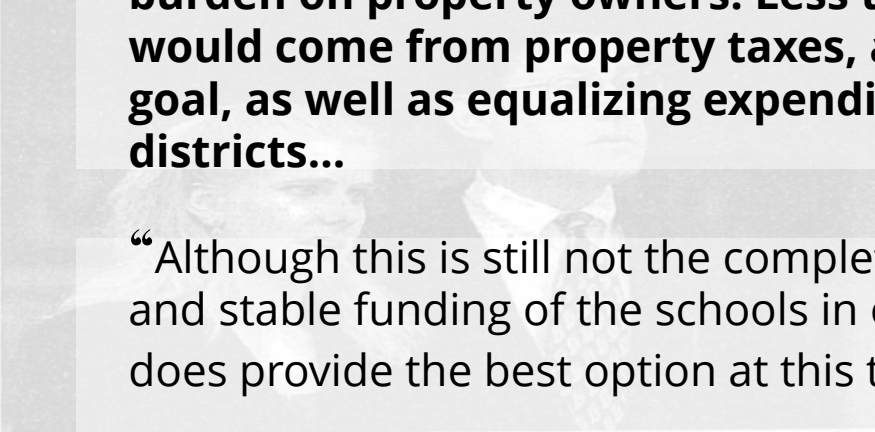 burden on property owners. Less
would come from property taxes,
goal, as well as equalizing
districts...
“Although this is still not the
and stable funding of the schools in
does provide the best option at this